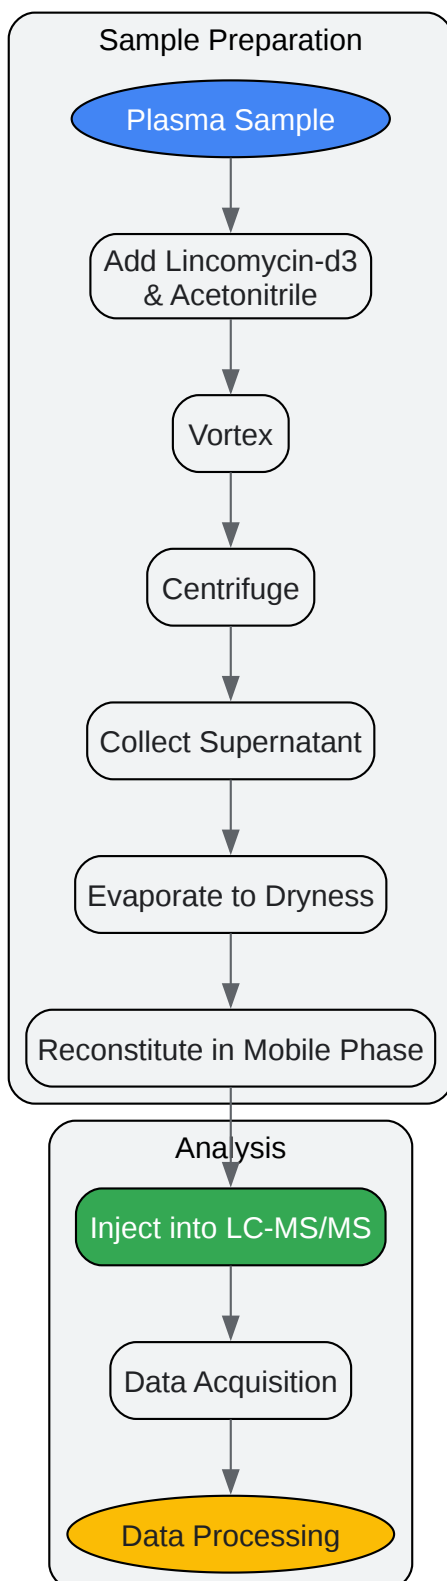 Sample Preparation
Plasma Sample
Add Lincomycin-d3
& Acetonitrile
Vortex
Centrifuge
Collect Supernatant
Evaporate to Dryness
Reconstitute in Mobile Phase
Analysis
Inject into LC-MS/MS
Data Acquisition
Data Processing